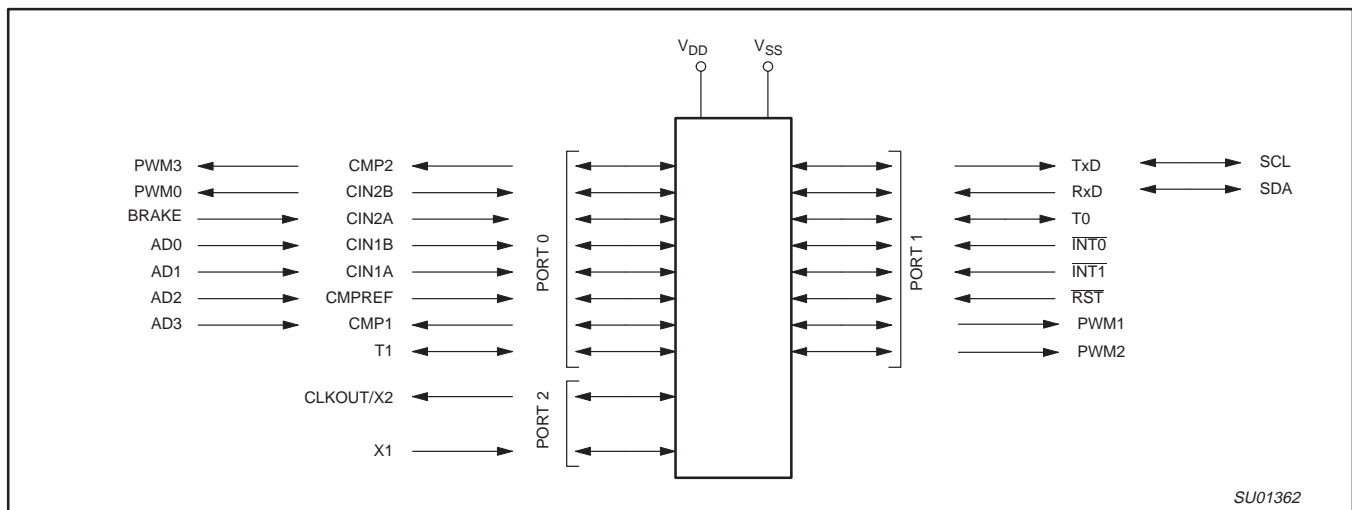 VDD VSS
PWM3 CMP2 TxD SCL
PWM0 CIN2B RxD SDA
BRAKE CIN2A T0
AD0 CIN1B INT0
AD1 CIN1A INT1
AD2 CMPREF RST
AD3 CMP1 PWM1
T1 PWM2
PORT 0
PORT 1
CLKOUT/X2
PORT 2
X1
SU01362